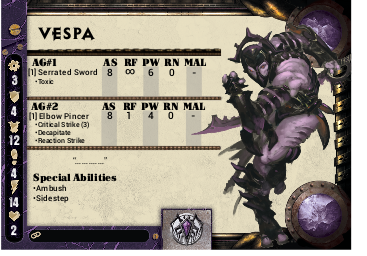 VESPA
AG#1 AS RF PW RO MAL
[1] Serrated Sword 8 ∞ 6 0 -
•Toxic
AG#2 AS RF PW RO MAL
[1] Elbow Pincer 8 1 4 0 -
•Critical Strike (3)
•Decapitate
•Reaction Strike
"..........."
Special Abilities
•Ambush
•Sidestep
3
4
12
4
14
2